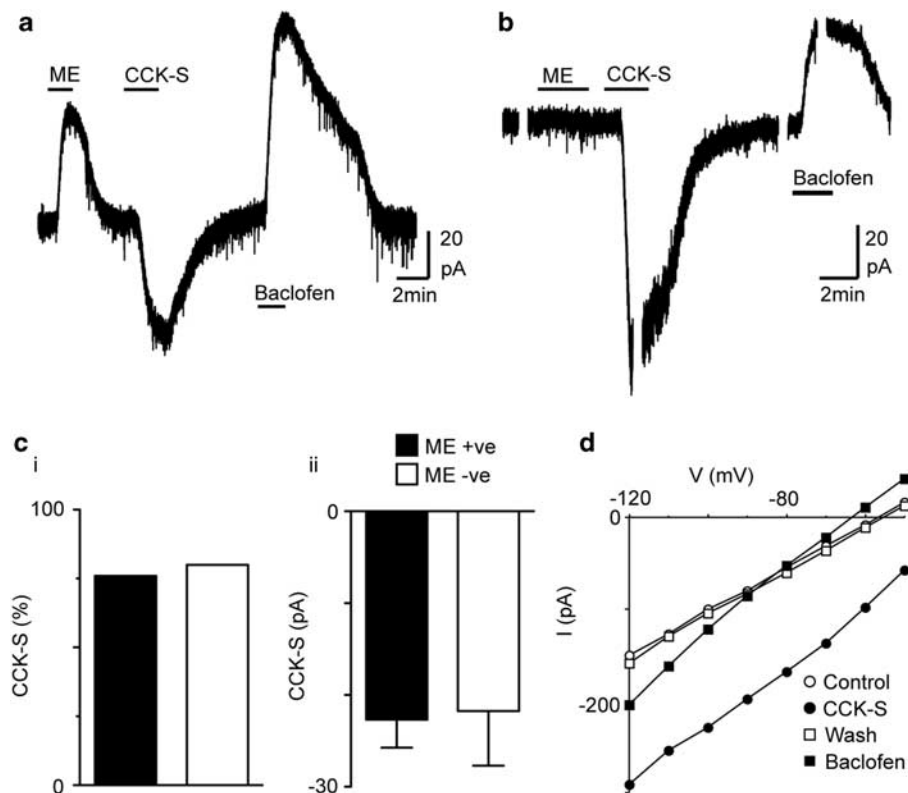 a
ME
CCK-S
20
pA
2min
Baclofen
b
ME
CCK-S
Baclofen
20
pA
2min
c
i
100
CCK-S (%)
0
ii
ME +ve
ME -ve
0
CCK-S (pA)
-30
d
V (mV)
-120
-80
0
I (pA)
-200
Control
CCK-S
Wash
Baclofen